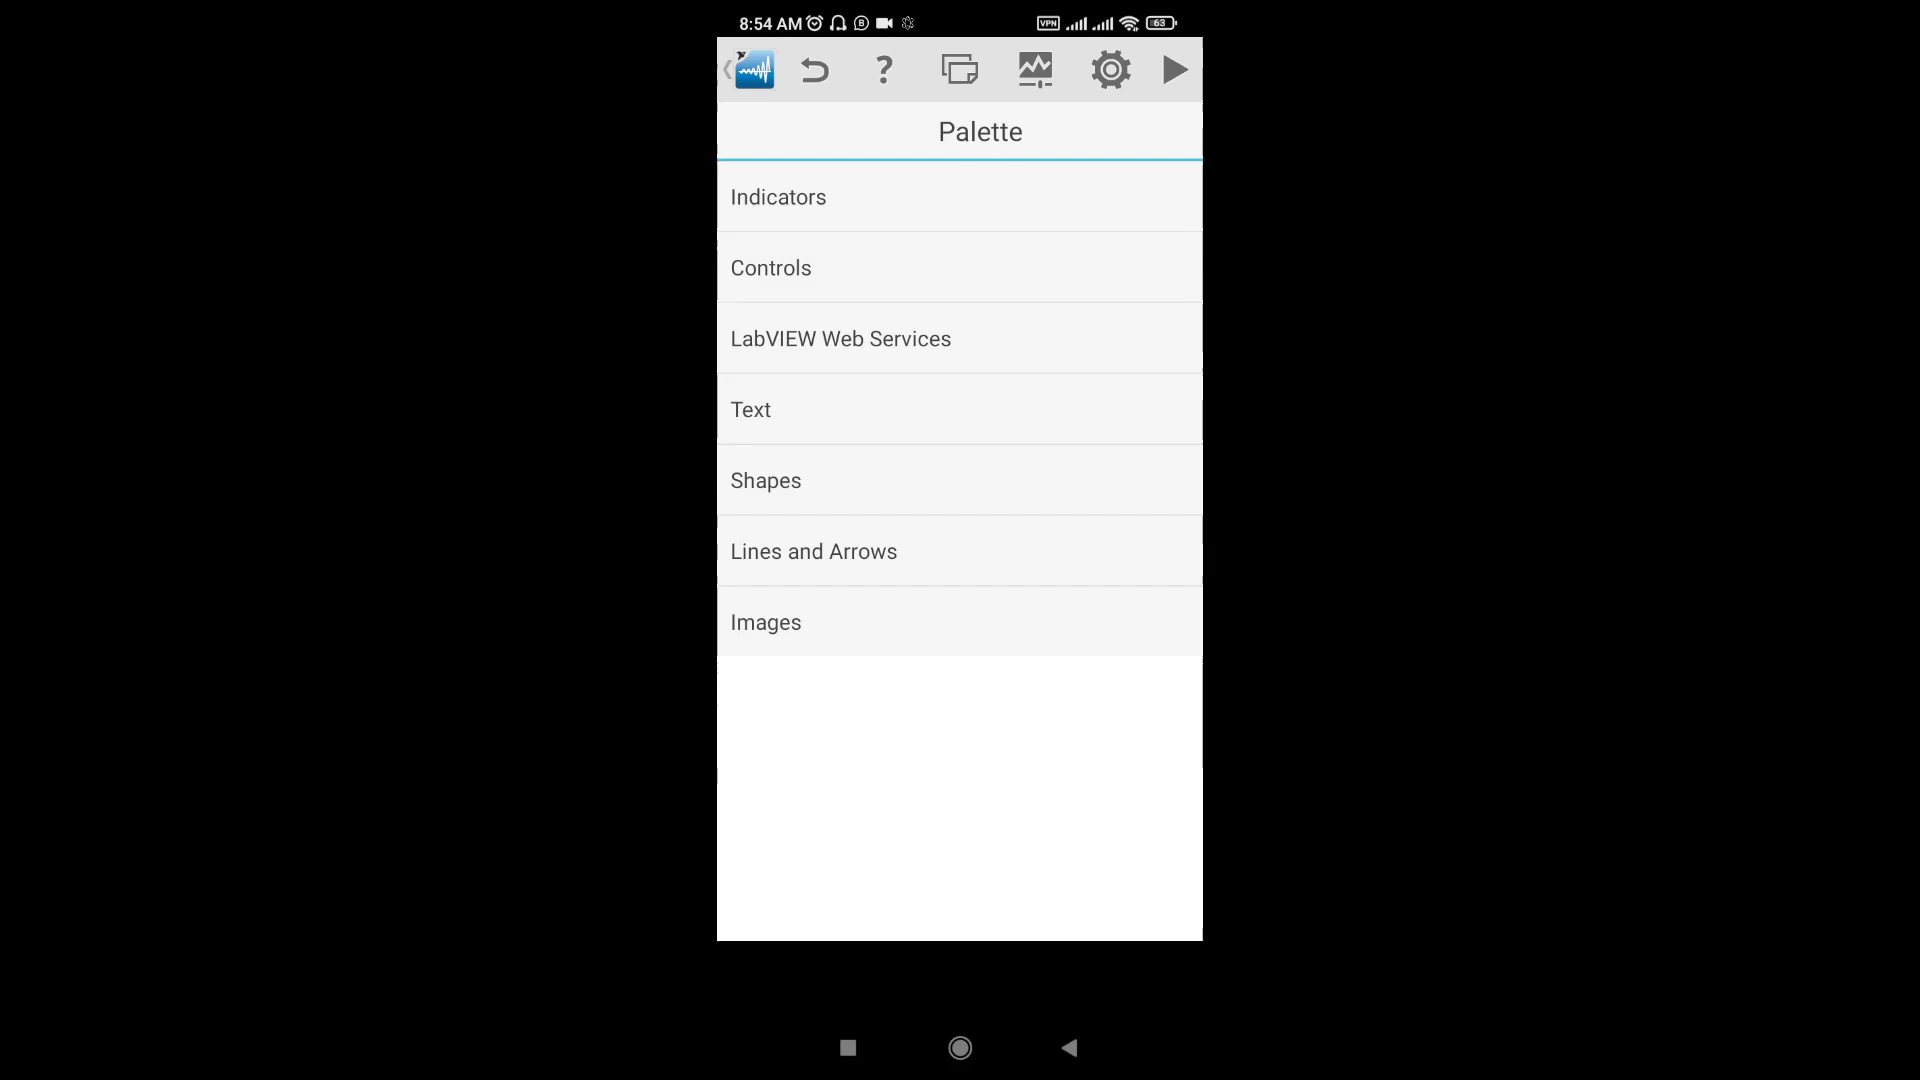 8:54 AM VPN 63
?
Palette
Indicators
Controls
LabVIEW Web Services
Text
Shapes
Lines and Arrows
Images